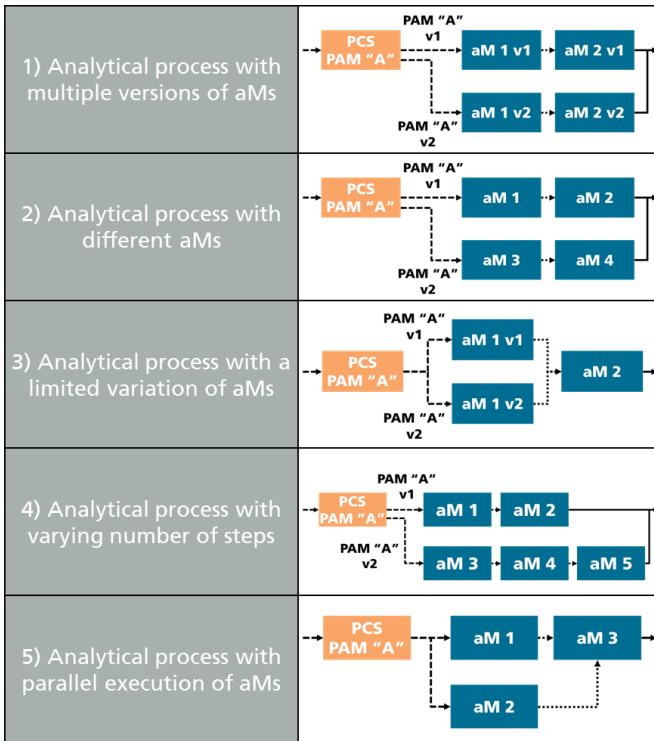 1) Analytical process with
multiple versions of aMs
PAM “A”
v1
PCS
PAM “A”
aM 1 v1
aM 2 v1
aM 1 v2
aM 2 v2
PAM “A”
v2
2) Analytical process with
different aMs
PAM “A”
v1
PCS
PAM “A”
aM 1
aM 2
aM 3
aM 4
PAM “A”
v2
3) Analytical process with a
limited variation of aMs
PAM “A”
v1
aM 1 v1
PCS
PAM “A”
aM 2
aM 1 v2
PAM “A”
v2
4) Analytical process with
varying number of steps
PAM “A”
v1
PCS
PAM “A”
aM 1
aM 2
PAM “A”
v2
aM 3
aM 4
aM 5
5) Analytical process with
parallel execution of aMs
PCS
PAM “A”
aM 1
aM 3
aM 2